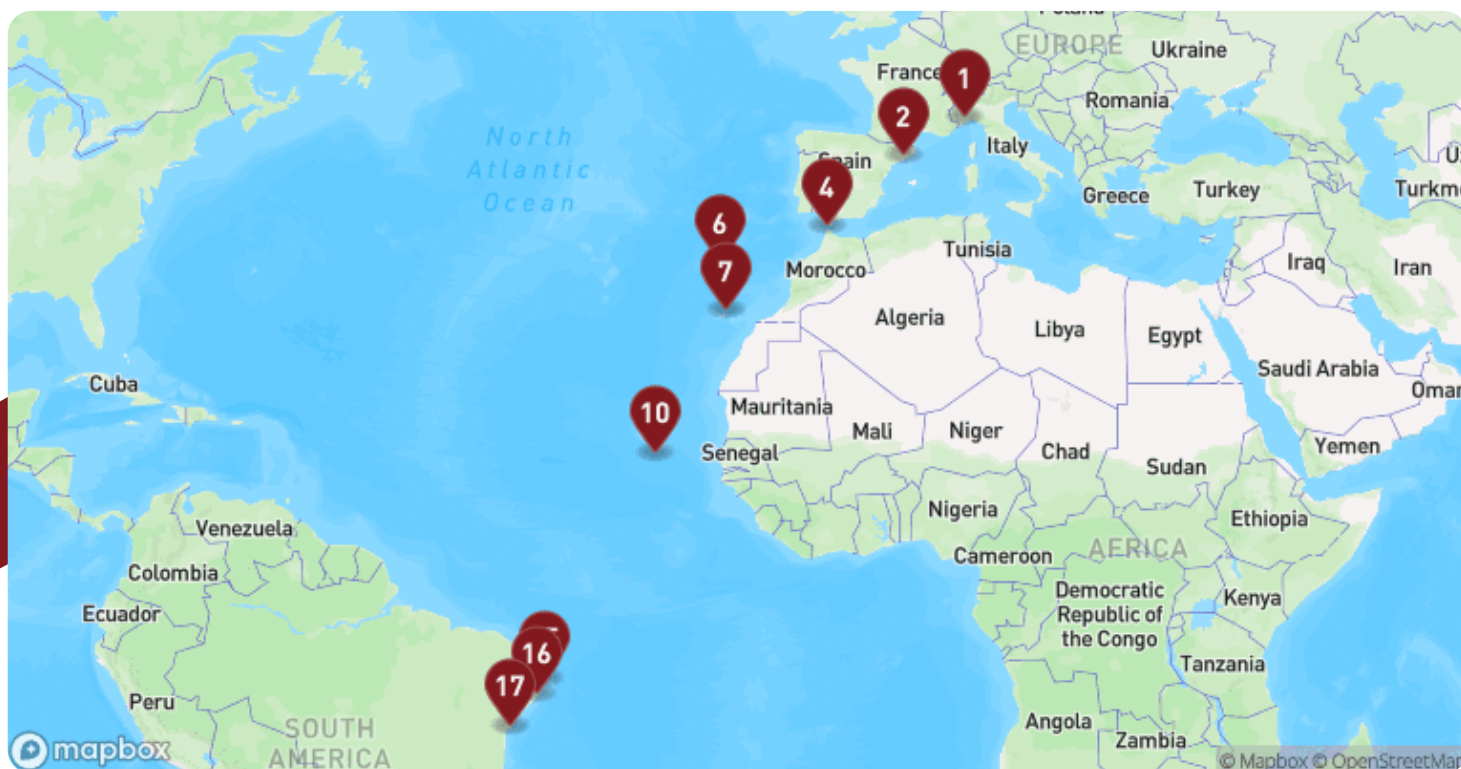 Poland
EUROPE
Ukraine
France
1
Romania
2
Italy
North
Atlantic
Ocean
Spain
4
Greece
Turkey
Turkm
6
Tunisia
Morocco
7
Iraq
Iran
Algeria
Libya
Egypt
Saudi Arabia
Cuba
Oman
10
Mauritania
Mali
Niger
Chad
Yemen
Senegal
Sudan
Venezuela
Nigeria
Ethiopia
Cameroon
AFRICA
Colombia
Democratic
Republic of
the Congo
Ecuador
Kenya
16
Tanzania
17
Peru
SOUTH
AMERICA
Angola
Zambia
mapbox
© Mapbox © OpenStreetMap